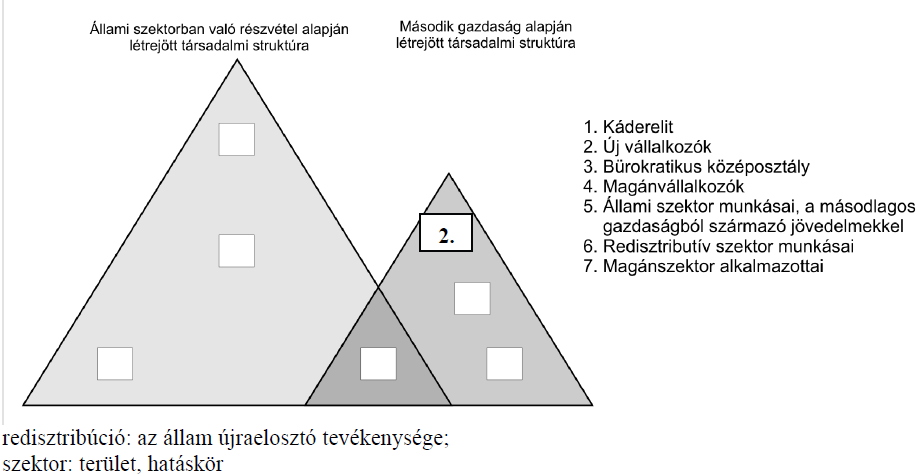 Állami szektorban való részvétel alapján
létrejött társadalmi struktúra
Második gazdaság alapján
létrejött társadalmi struktúra
1. Káderelit
2. Új vállalkozók
3. Bürokratikus középosztály
4. Magánvállalkozók
5. Állami szektor munkásai, a másodlagos
gazdaságból származó jövedelmekkel
6. Redisztributív szektor munkásai
7. Magánszektor alkalmazottai
2.
redisztribúció: az állam újraelosztó tevékenysége;
szektor: terület, hatáskör